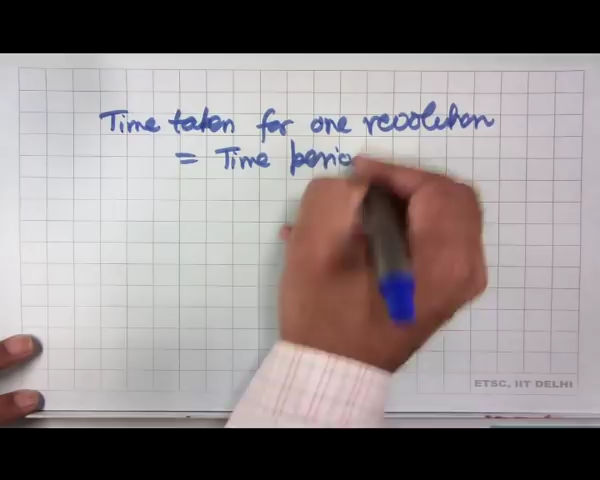 Time taken for one revolution
= Time perio
ETSC, IIT DELHI